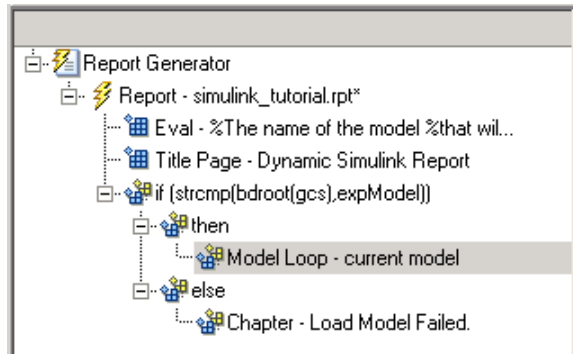 Report Generator
Report - simulink_tutorial.rpt*
Eval - %The name of the model %that wil...
Title Page - Dynamic Simulink Report
if (strcmp(bdroot(gcs),expModel))
then
Model Loop - current model
else
Chapter - Load Model Failed.